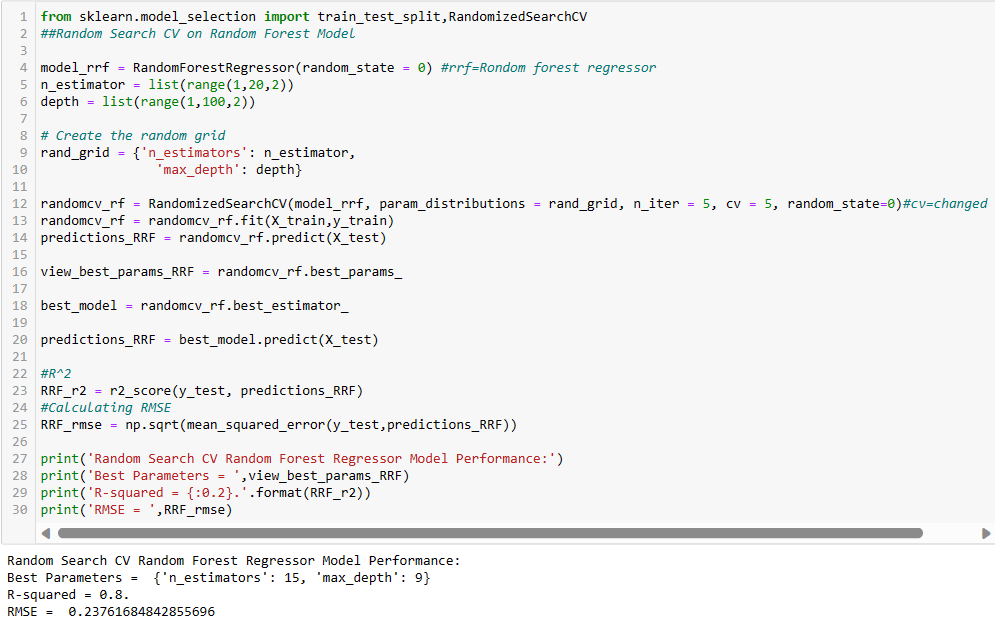 1 from sklearn.model_selection import train_test_split,RandomizedSearchCV
2 ##Random Search CV on Random Forest Model
3
4 model_rrf = RandomForestRegressor(random_state = 0) #rrf=Rondom forest regressor
5 n_estimator = list(range(1,20,2))
6 depth = list(range(1,100,2))
7
8 # Create the random grid
9 rand_grid = {'n_estimators': n_estimator,
10                'max_depth': depth}
11
12 randomcv_rf = RandomizedSearchCV(model_rrf, param_distributions = rand_grid, n_iter = 5, cv = 5, random_state=0)#cv=changed
13 randomcv_rf = randomcv_rf.fit(X_train,y_train)
14 predictions_RRF = randomcv_rf.predict(X_test)
15
16 view_best_params_RRF = randomcv_rf.best_params_
17
18 best_model = randomcv_rf.best_estimator_
19
20 predictions_RRF = best_model.predict(X_test)
21
22 #R^2
23 RRF_r2 = r2_score(y_test, predictions_RRF)
24 #Calculating RMSE
25 RRF_rmse = np.sqrt(mean_squared_error(y_test,predictions_RRF))
26
27 print('Random Search CV Random Forest Regressor Model Performance:')
28 print('Best Parameters = ',view_best_params_RRF)
29 print('R-squared = {:0.2}.'.format(RRF_r2))
30 print('RMSE = ',RRF_rmse)
Random Search CV Random Forest Regressor Model Performance:
Best Parameters =  {'n_estimators': 15, 'max_depth': 9}
R-squared = 0.8.
RMSE =  0.23761684842855696